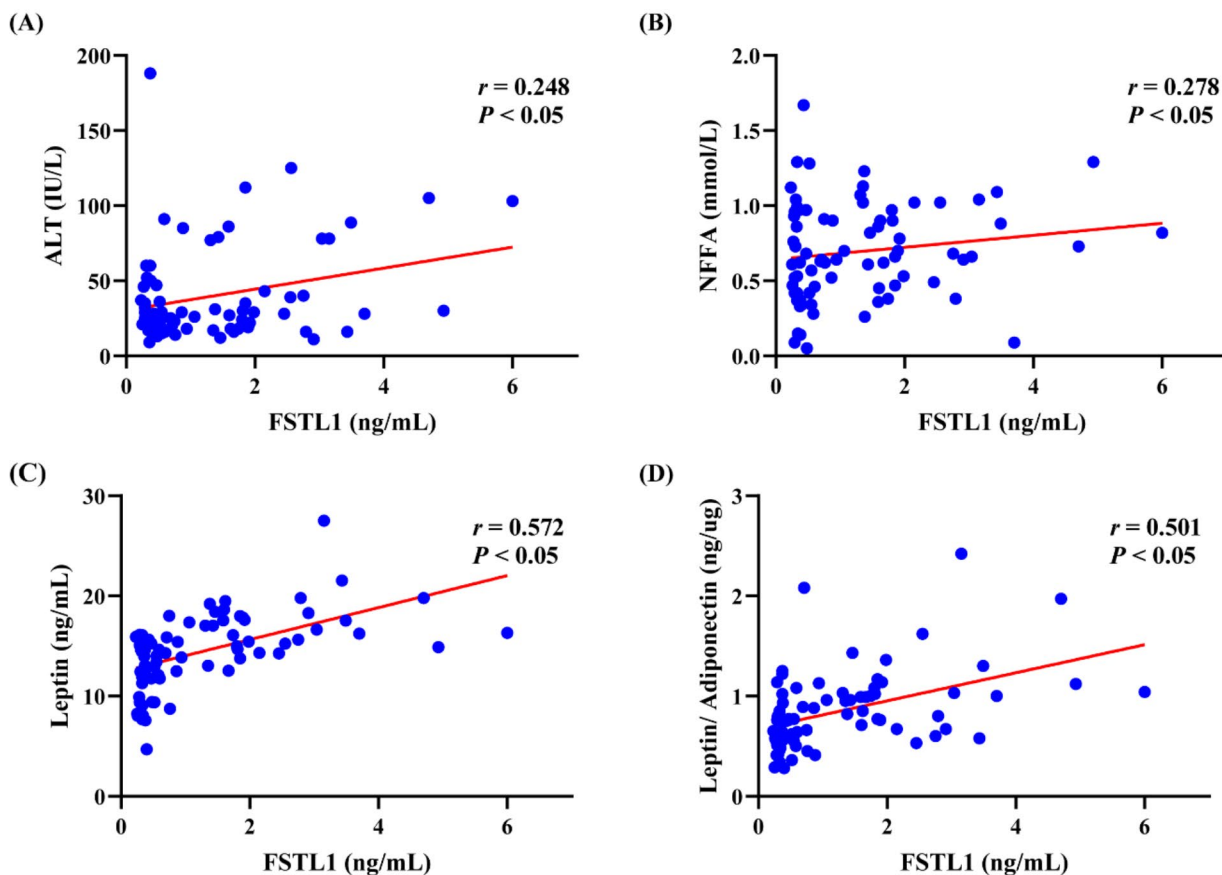 (A)
ALT (IU/L)
200
150
100
50
0
r = 0.248
P < 0.05
0 2 4 6
FSTL1 (ng/mL)
(B)
NFFA (mmol/L)
2.0
1.5
1.0
0.5
0.0
r = 0.278
P < 0.05
0 2 4 6
FSTL1 (ng/mL)
(C)
Leptin (ng/mL)
30
20
10
0
r = 0.572
P < 0.05
0 2 4 6
FSTL1 (ng/mL)
(D)
Leptin/ Adiponectin (ng/ug)
3
2
1
0
r = 0.501
P < 0.05
0 2 4 6
FSTL1 (ng/mL)